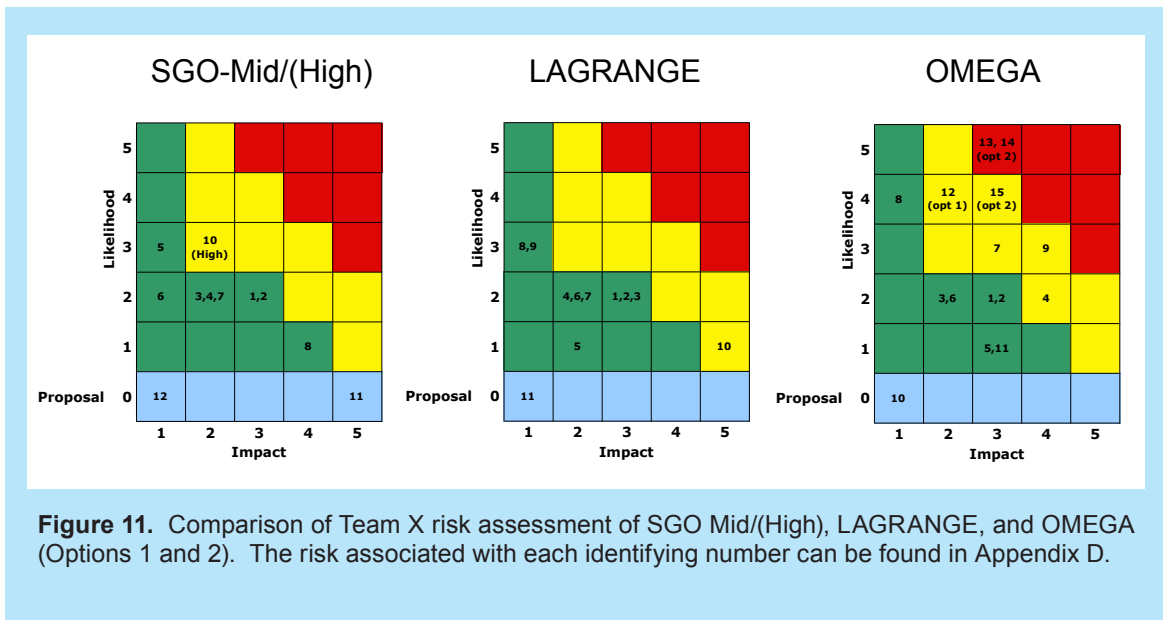 SGO-Mid/(High)
5
4
3
2
1
Proposal 0
Likelihood
5
10
(High)
6
3,4,7
1,2
8
12
11
1 2 3 4 5
Impact
LAGRANGE
5
4
3
2
1
Proposal 0
Likelihood
8,9
4,6,7
1,2,3
5
10
11
1 2 3 4 5
Impact
OMEGA
5
4
3
2
1
Proposal 0
Likelihood
13, 14
(opt 2)
8
12
(opt 1)
15
(opt 2)
7
9
3,6
1,2
4
5,11
10
1 2 3 4 5
Impact
Figure 11. Comparison of Team X risk assessment of SGO Mid/(High), LAGRANGE, and OMEGA
(Options 1 and 2). The risk associated with each identifying number can be found in Appendix D.